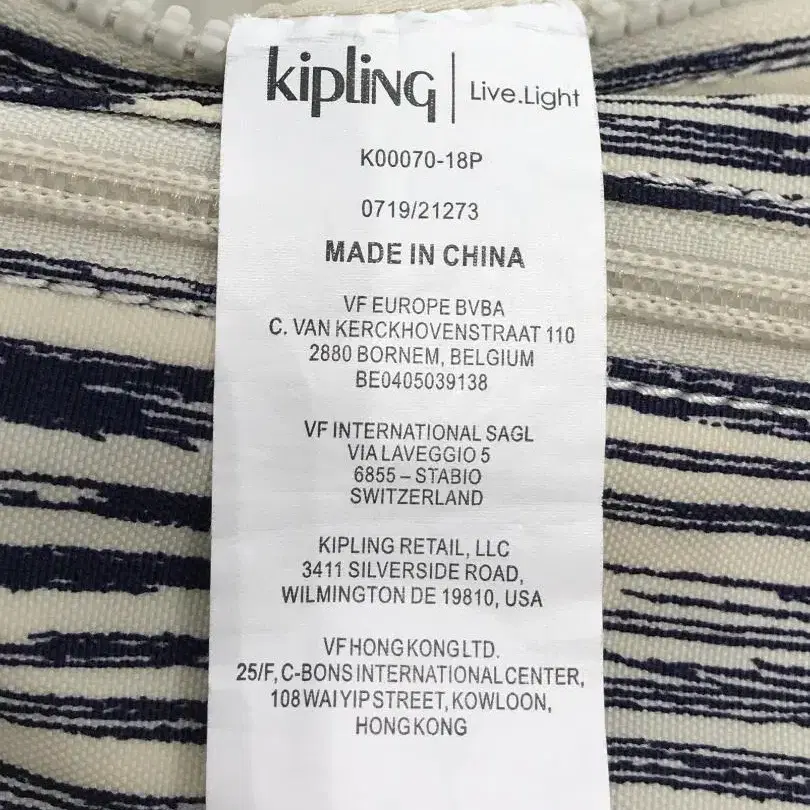 kipling | Live.Light
K00070-18P
0719/21273
MADE IN CHINA
VF EUROPE BVBA
C. VAN KERCKHOVENSTRAAT 110
2880 BORNEM, BELGIUM
BE0405039138
VF INTERNATIONAL SAGL
VIA LAVEGGIO 5
6855 – STABIO
SWITZERLAND
KIPLING RETAIL, LLC
3411 SILVERSIDE ROAD,
WILMINGTON DE 19810, USA
VF HONG KONG LTD.
25/F, C-BONS INTERNATIONAL CENTER,
108 WAI YIP STREET, KOWLOON,
HONG KONG